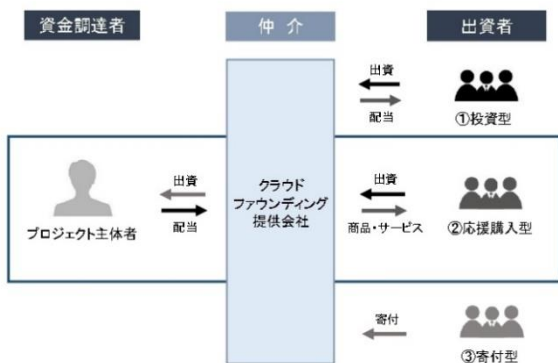 資金調達者
仲介
出資者
出資
配当
①投資型
出資
配当
プロジェクト主体者
クラウド
ファウンディング
提供会社
出資
商品・サービス
②応援購入型
寄付
③寄付型